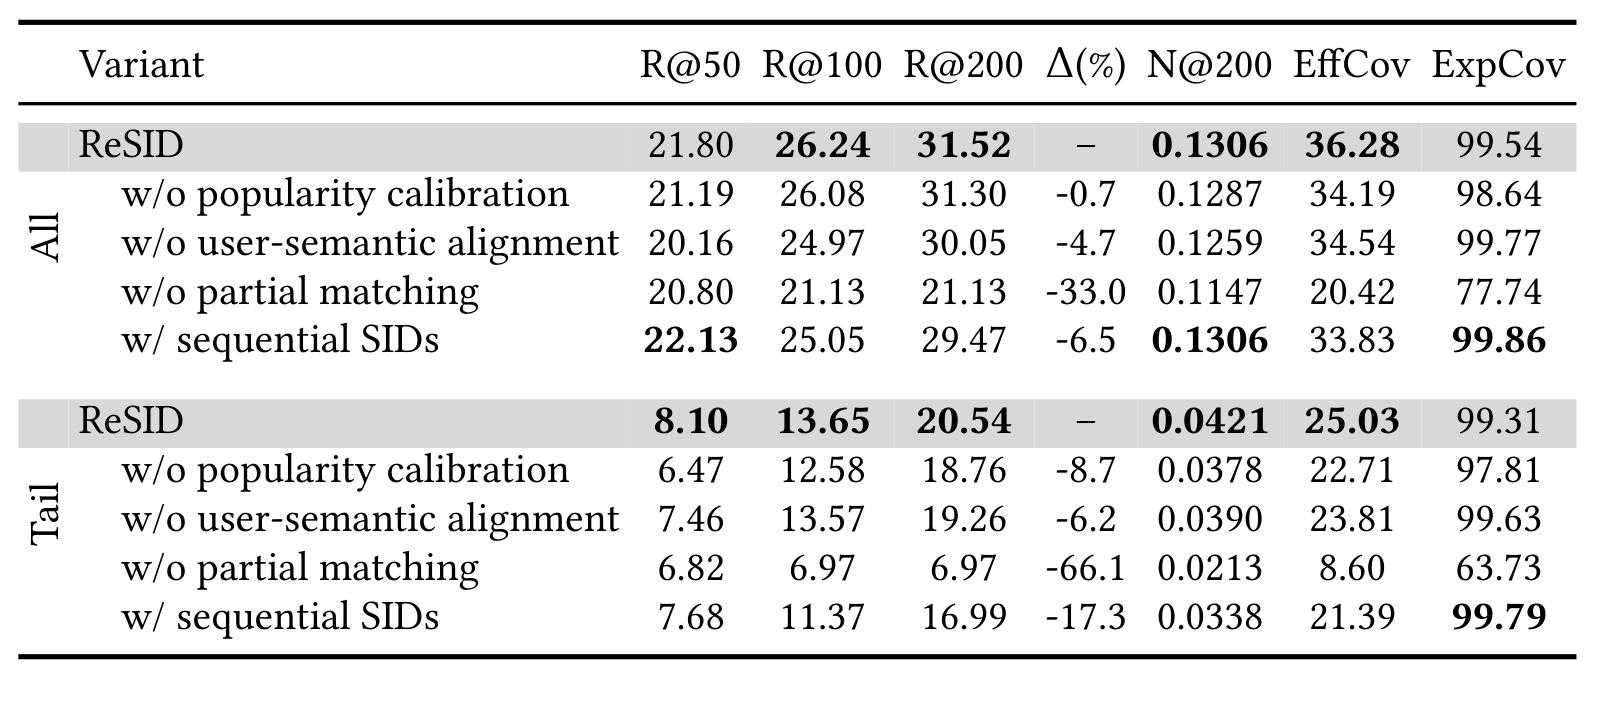 Variant R@50 R@100 R@200 Δ(%) N@200 EffCov ExpCov
All
ReSID 21.80 26.24 31.52 – 0.1306 36.28 99.54
w/o popularity calibration 21.19 26.08 31.30 -0.7 0.1287 34.19 98.64
w/o user-semantic alignment 20.16 24.97 30.05 -4.7 0.1259 34.54 99.77
w/o partial matching 20.80 21.13 21.13 -33.0 0.1147 20.42 77.74
w/ sequential SIDs 22.13 25.05 29.47 -6.5 0.1306 33.83 99.86
Tail
ReSID 8.10 13.65 20.54 – 0.0421 25.03 99.31
w/o popularity calibration 6.47 12.58 18.76 -8.7 0.0378 22.71 97.81
w/o user-semantic alignment 7.46 13.57 19.26 -6.2 0.0390 23.81 99.63
w/o partial matching 6.82 6.97 6.97 -66.1 0.0213 8.60 63.73
w/ sequential SIDs 7.68 11.37 16.99 -17.3 0.0338 21.39 99.79